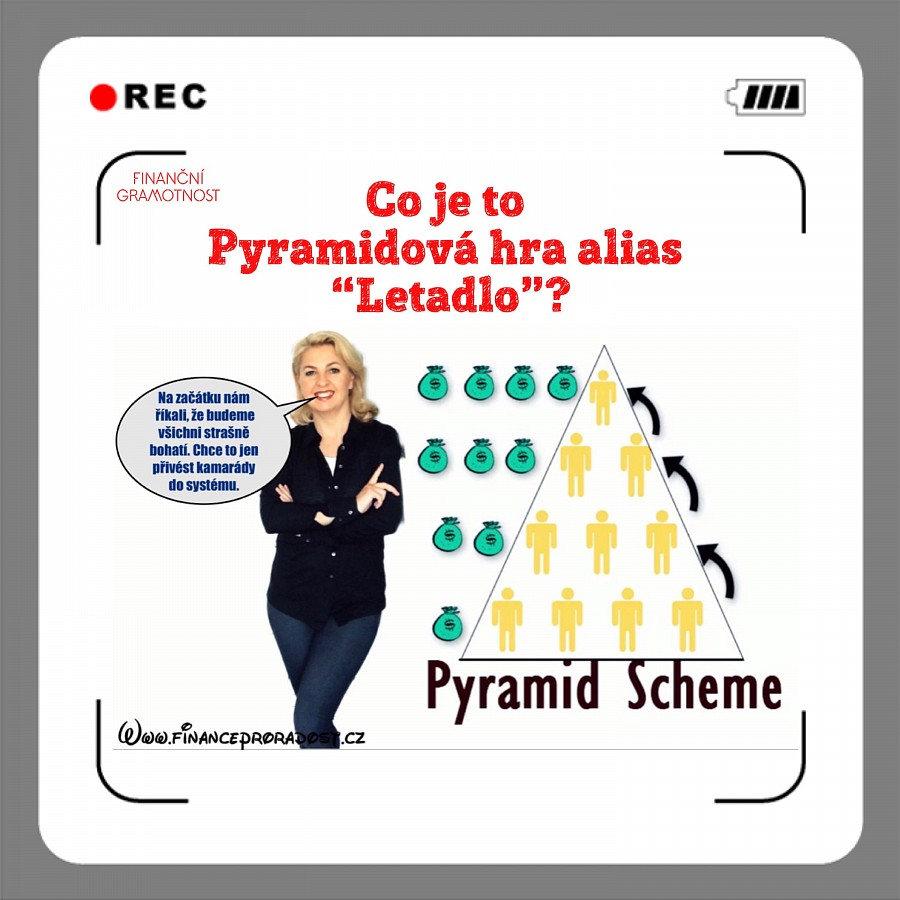 REC
FINANČNÍ
GRAMOTNOST
Co je to
Pyramidová hra alias
“Letadlo”?
Na začátku nám
říkali, že budeme
všichni strašně
bohatí. Chce to jen
přivést kamarády
do systému.
Pyramid Scheme
Www.financeproradost.cz